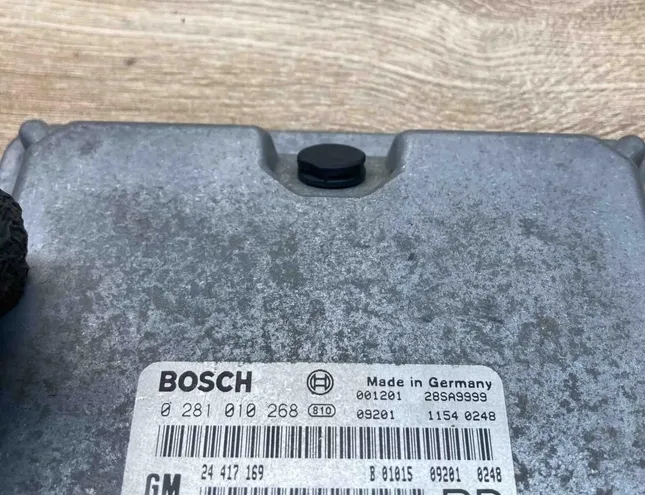 BOSCH Made in Germany
001201 28SA9999
0 281 010 268 810 09201 1154 0248
GM 24 417 169 B 01015 09201 0248